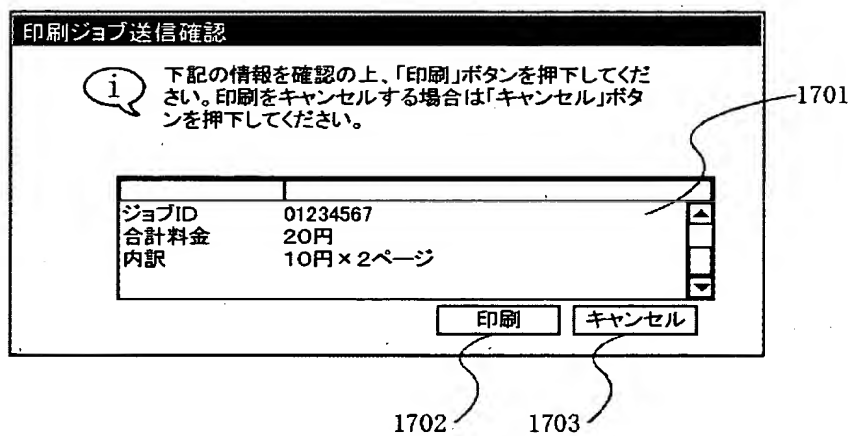 印刷ジョブ送信確認
i
下記の情報を確認の上、「印刷」ボタンを押下してくだ
さい。印刷をキャンセルする場合は「キャンセル」ボタ
ンを押下してください。
1701
ジョブID 01234567
合計料金 20円
内訳 10円×2ページ
印刷 キャンセル
1702 1703